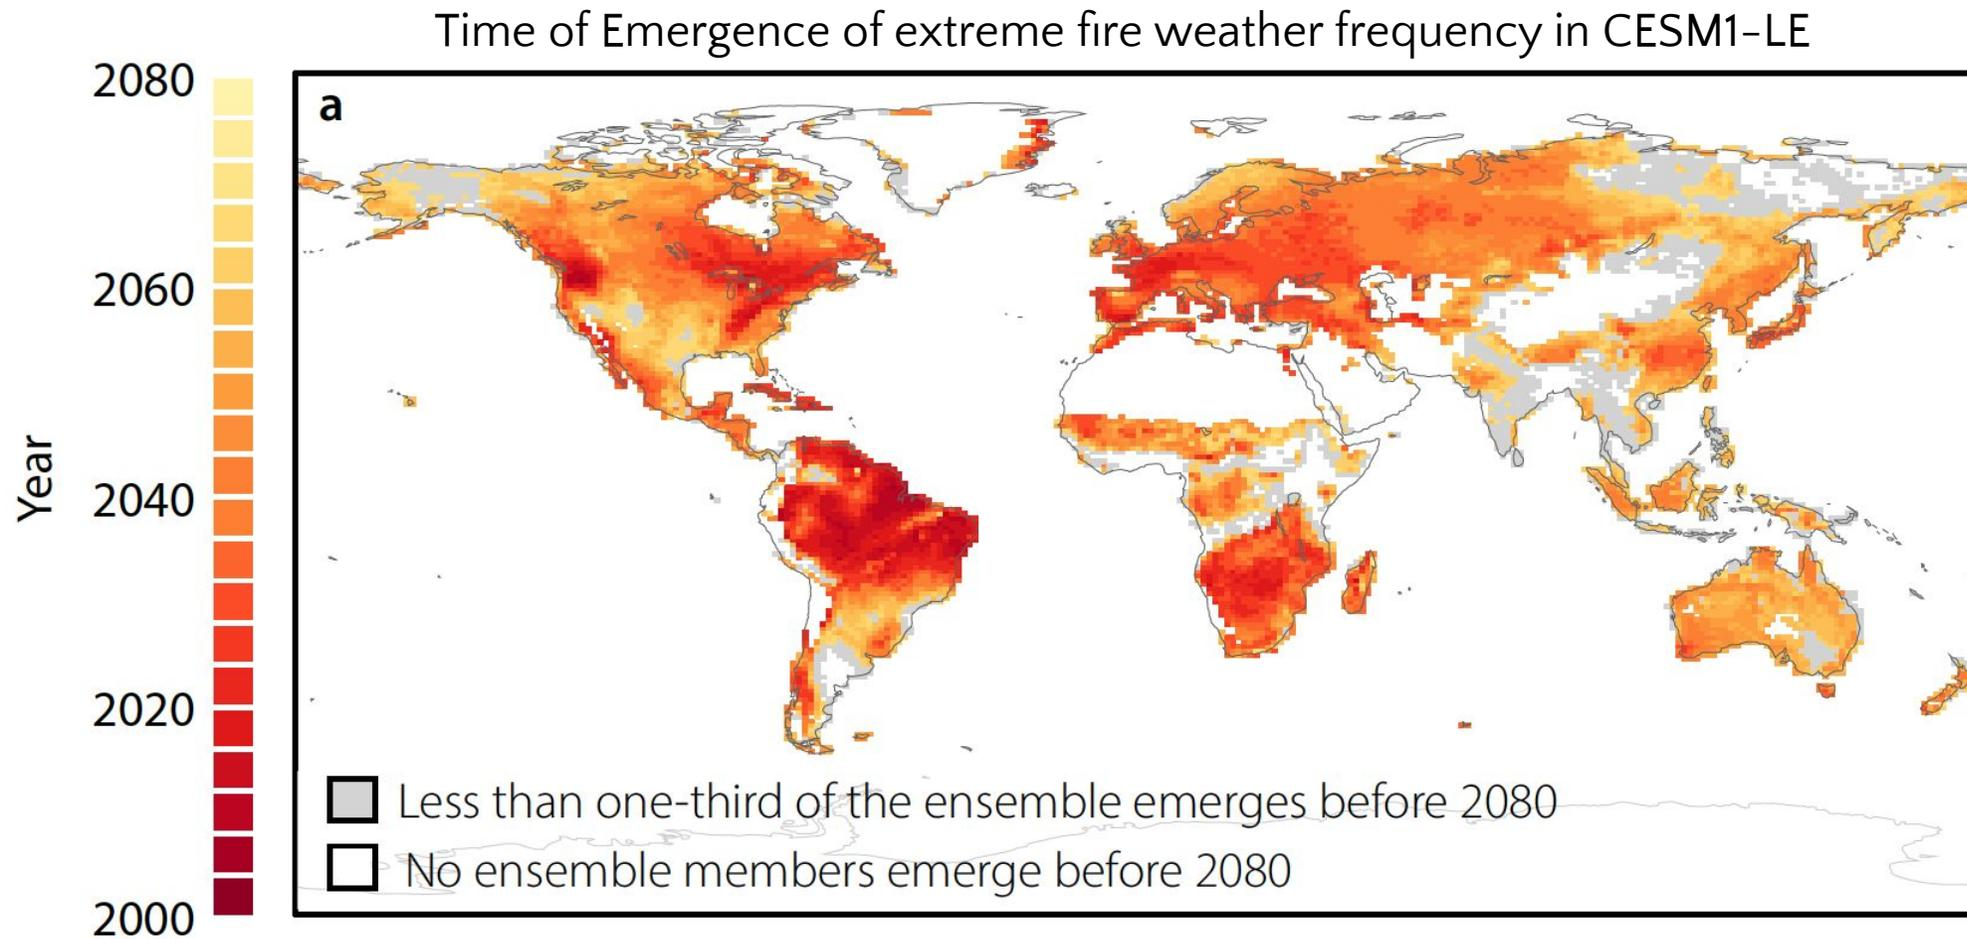 Time of Emergence of extreme fire weather frequency in CESM1-LE
2080
a
2060
Year
2040
2020
2000
Less than one-third of the ensemble emerges before 2080
No ensemble members emerge before 2080